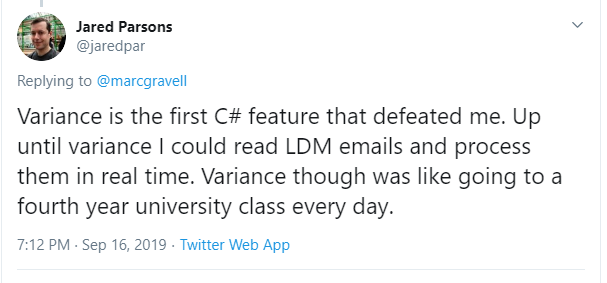 Jared Parsons
@jaredpar
Replying to @marcgravell
Variance is the first C# feature that defeated me. Up
until variance I could read LDM emails and process
them in real time. Variance though was like going to a
fourth year university class every day.
7:12 PM · Sep 16, 2019 · Twitter Web App